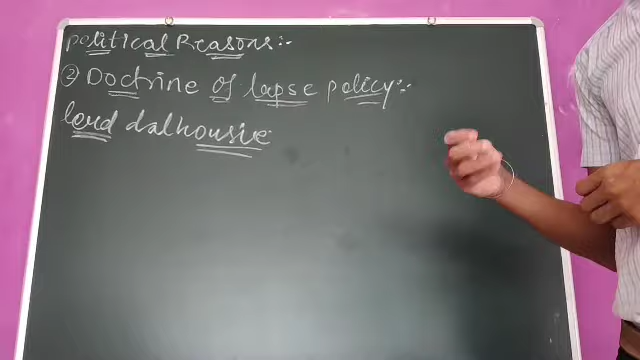 political Reasons:-
② Doctrine of lapse policy:-
lord dalhousie